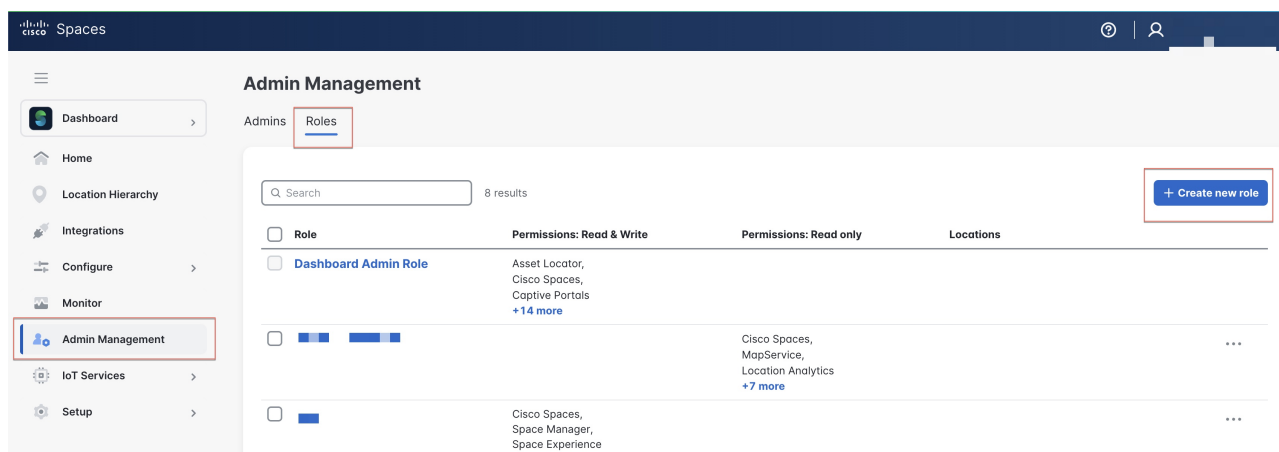 cisco Spaces
Admin Management
Dashboard
Admins Roles
Home
Location Hierarchy
Search 8 results + Create new role
Integrations
Role Permissions: Read & Write Permissions: Read only Locations
Configure
Dashboard Admin Role Asset Locator,
Cisco Spaces,
Captive Portals
Monitor
+14 more
Admin Management
Cisco Spaces,
MapService,
Location Analytics
IoT Services
+7 more
Setup
Cisco Spaces,
Space Manager,
Space Experience